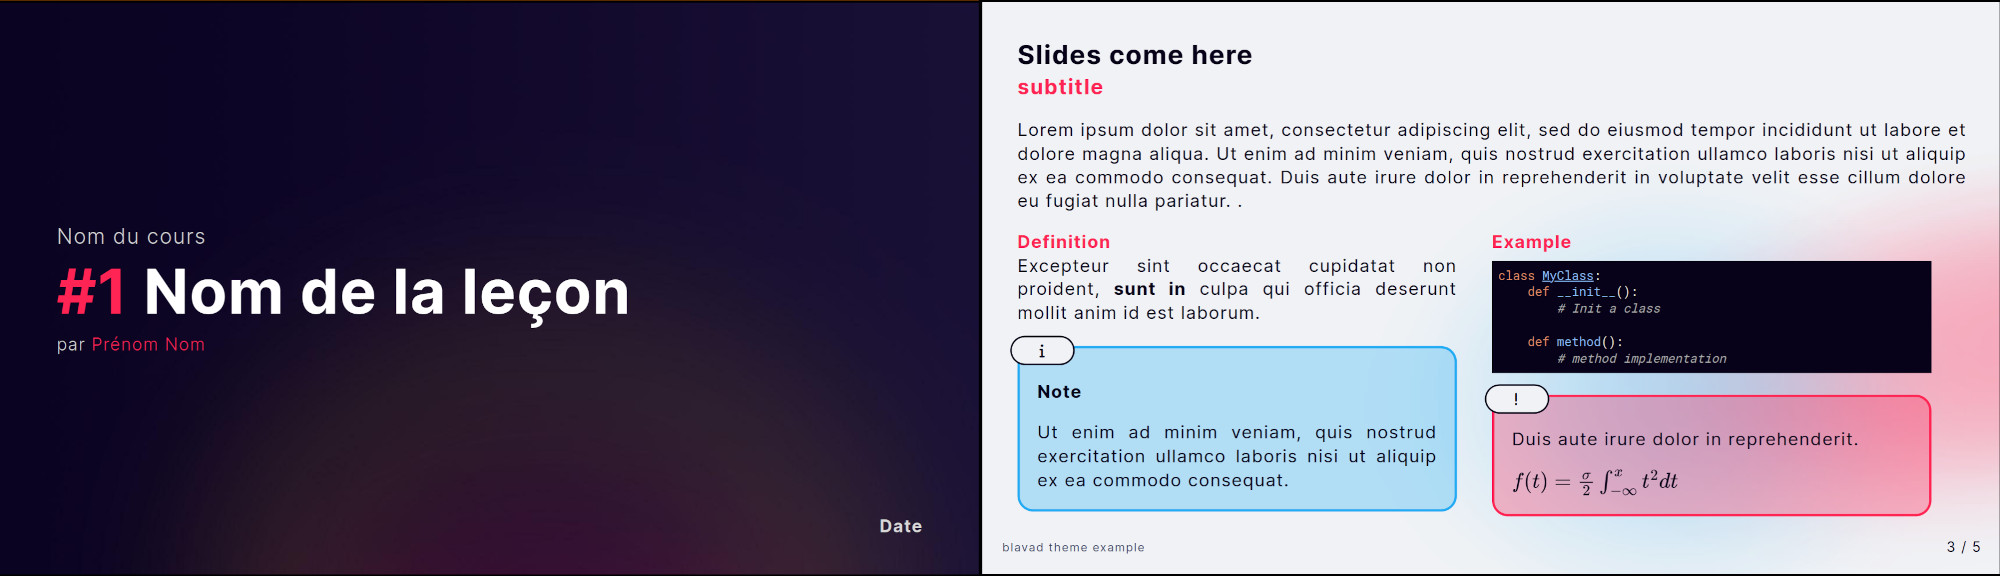 Nom du cours
#1 Nom de la leçon
par Prénom Nom
Date
Slides come here
subtitle
Lorem ipsum dolor sit amet, consectetur adipiscing elit, sed do eiusmod tempor incididunt ut labore et
dolore magna aliqua. Ut enim ad minim veniam, quis nostrud exercitation ullamco laboris nisi ut aliquip
ex ea commodo consequat. Duis aute irure dolor in reprehenderit in voluptate velit esse cillum dolore
eu fugiat nulla pariatur. .
Definition
Excepteur sint occaecat cupidatat non
proident, sunt in culpa qui officia deserunt
mollit anim id est laborum.
i
Note
Ut enim ad minim veniam, quis nostrud
exercitation ullamco laboris nisi ut aliquip
ex ea commodo consequat.
Example
class MyClass:
    def __init__():
        # Init a class
    def method():
        # method implementation
!
Duis aute irure dolor in reprehenderit.
f(t) = σ/2 ∫_{-∞}^{x} t²dt
blavad theme example
3 / 5